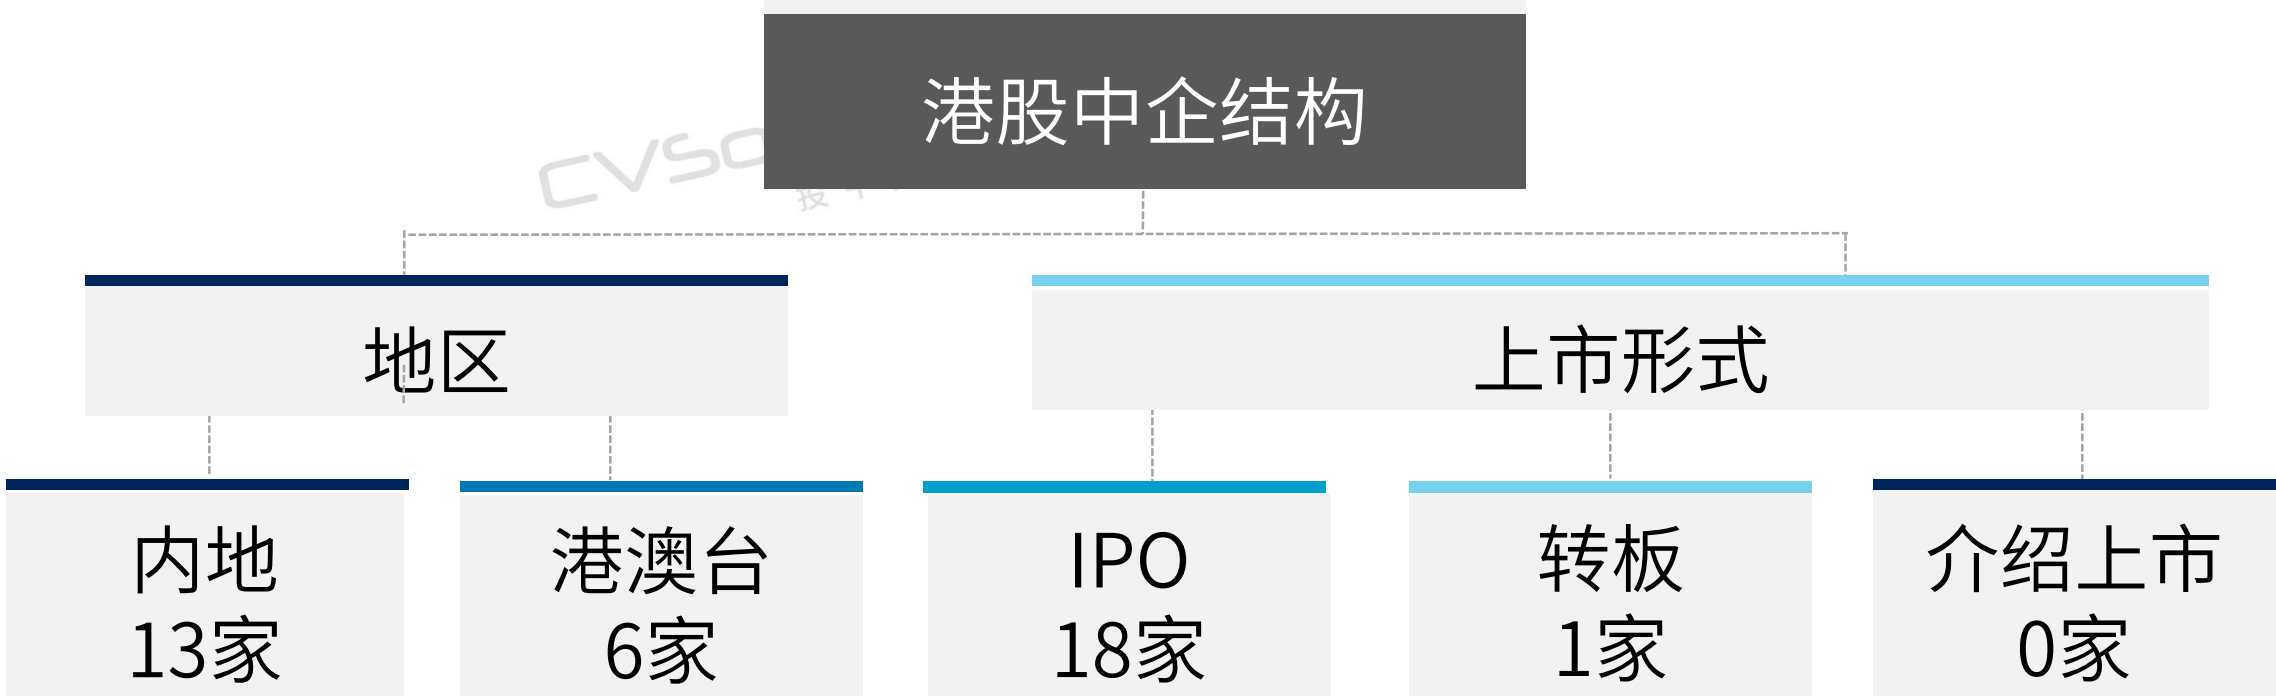 港股中企结构
地区
上市形式
内地
13家
港澳台
6家
IPO
18家
转板
1家
介绍上市
0家